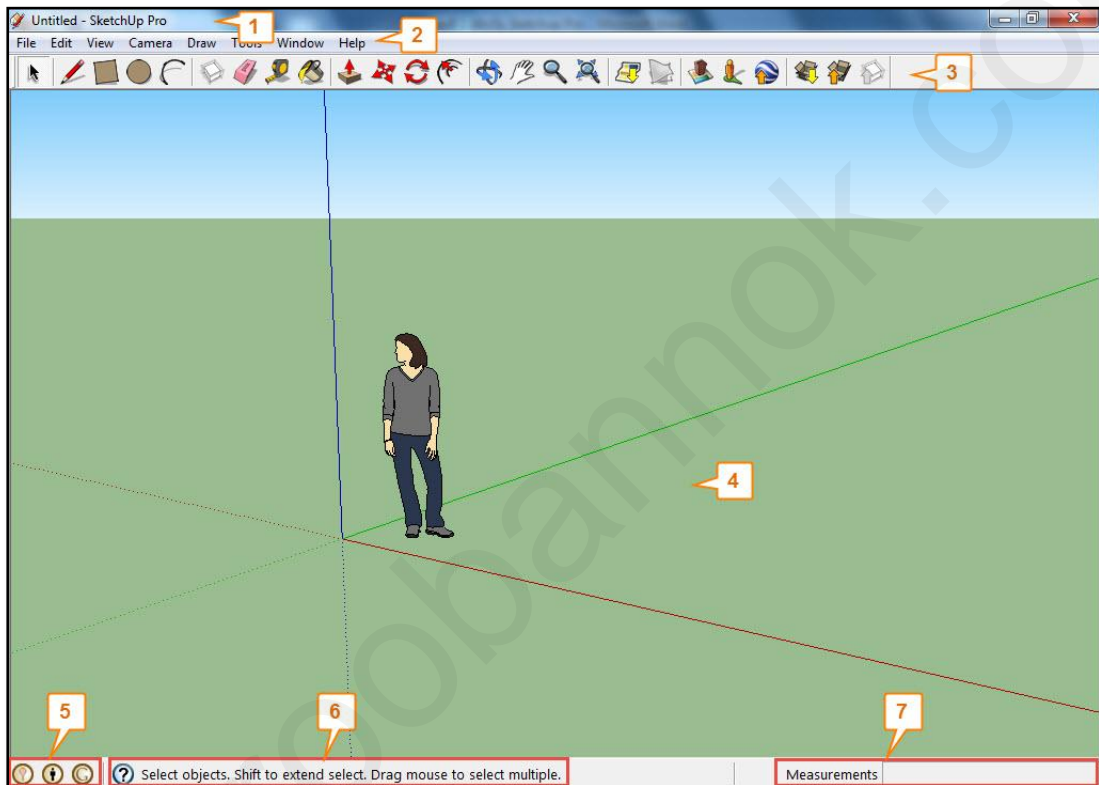 Untitled - SketchUp Pro
1
File Edit View Camera Draw Tools Window Help
2
3
4
5
6
7
Select objects. Shift to extend select. Drag mouse to select multiple.
Measurements